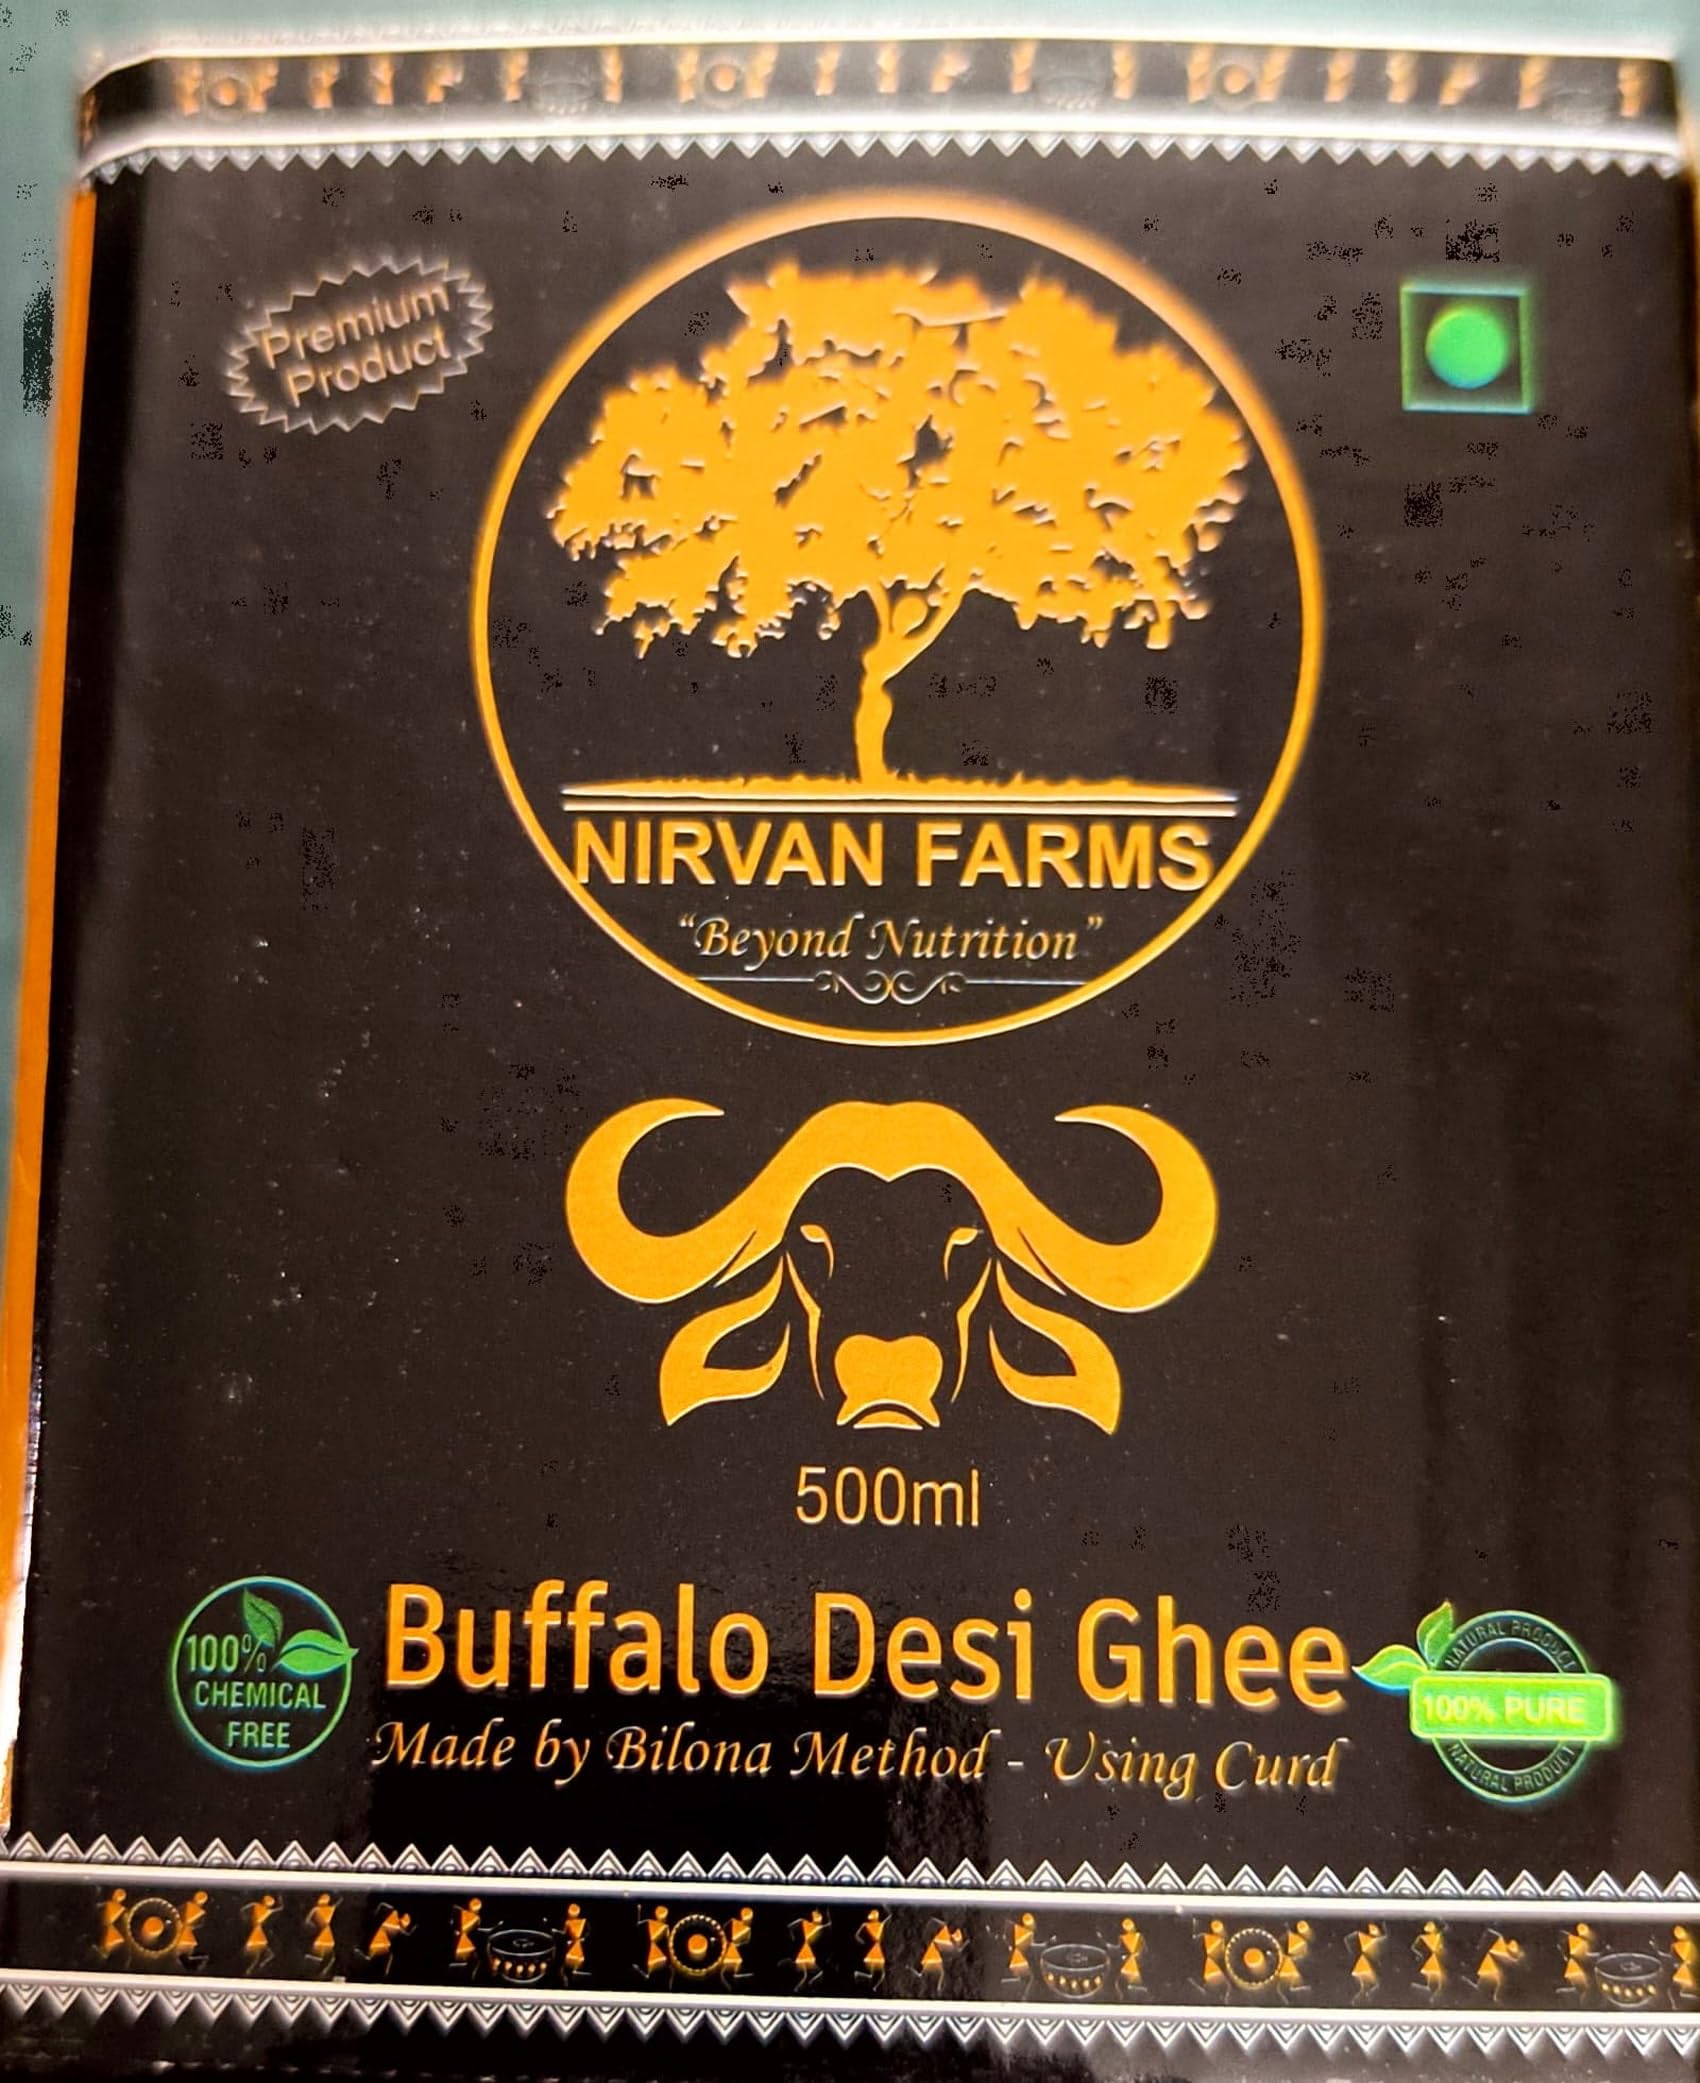 Premium
Product
NIRVAN FARMS
“Beyond Nutrition”
500ml
100%
CHEMICAL
FREE
Buffalo Desi Ghee
Made by Bilona Method - Using Curd
NATURAL PRODUCT
100% PURE
NATURAL PRODUCT